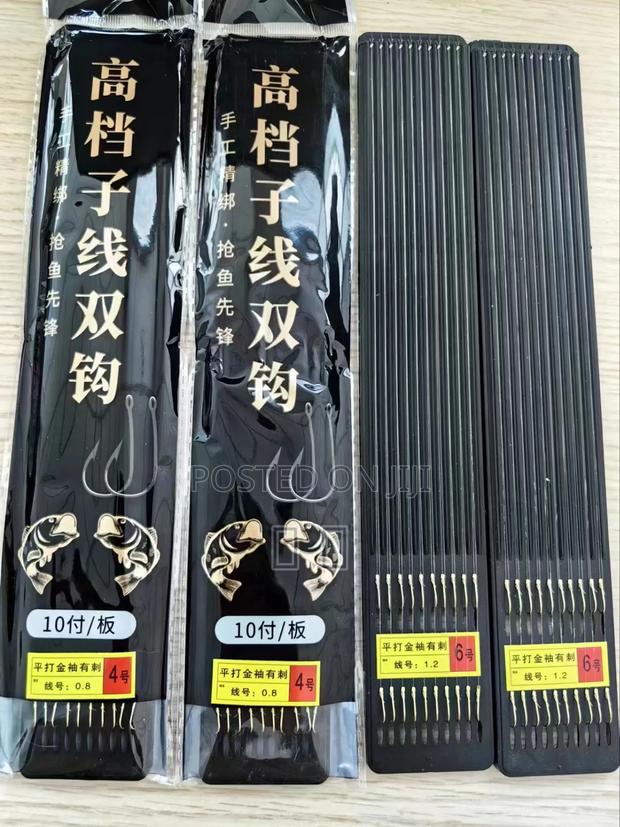 高档子线双钩
手工精绑·抢鱼先锋
10付/板
平打金袖有刺
线号：0.8
4号
高档子线双钩
手工精绑·抢鱼先锋
10付/板
平打金袖有刺
线号：0.8
4号
平打金袖有刺
线号：1.2
6号
平打金袖有刺
线号：1.2
6号
POSTED ON JIJI